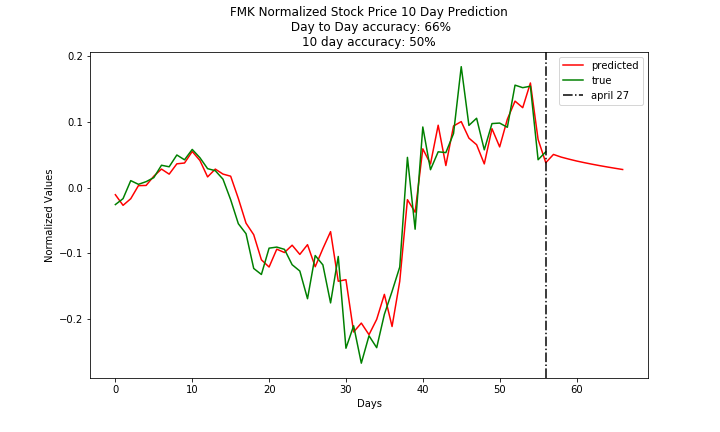 FMK Normalized Stock Price 10 Day Prediction
Day to Day accuracy: 66%
10 day accuracy: 50%
predicted
true
april 27
Normalized Values
0.2
0.1
0.0
−0.1
−0.2
0 10 20 30 40 50 60
Days